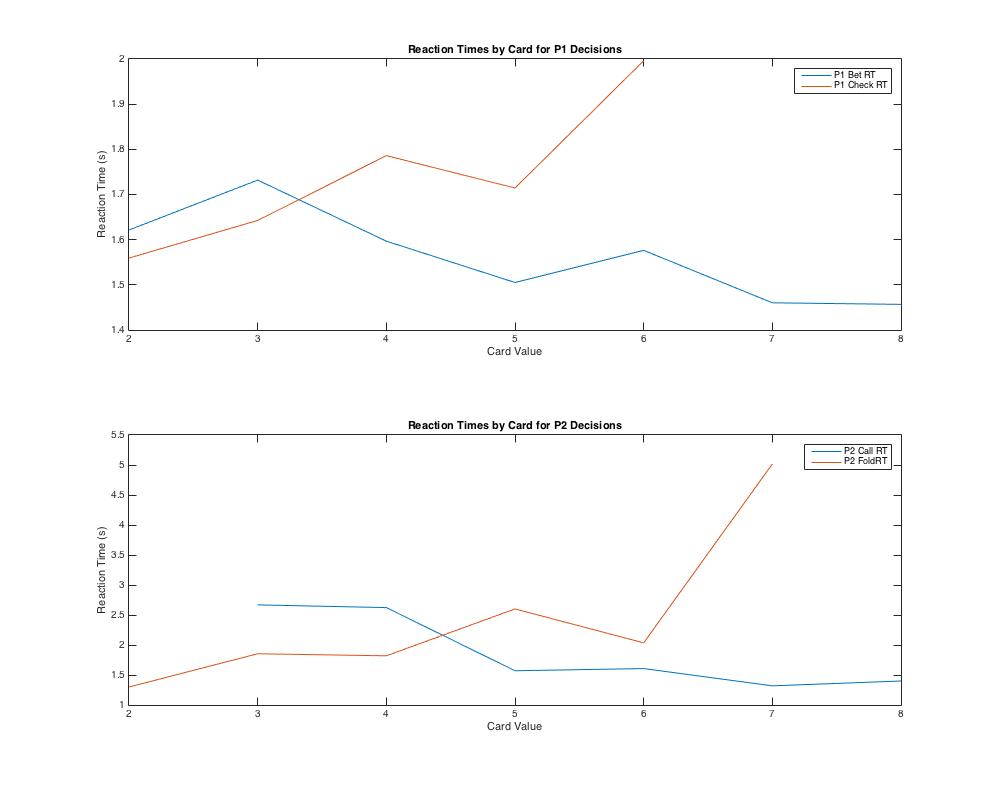 Reaction Times by Card for P1 Decisions
2
1.9
1.8
1.7
1.6
1.5
1.4
Reaction Time (s)
P1 Bet RT
P1 Check RT
2 3 4 5 6 7 8
Card Value
Reaction Times by Card for P2 Decisions
5.5
5
4.5
4
3.5
3
2.5
2
1.5
1
Reaction Time (s)
P2 Call RT
P2 FoldRT
2 3 4 5 6 7 8
Card Value